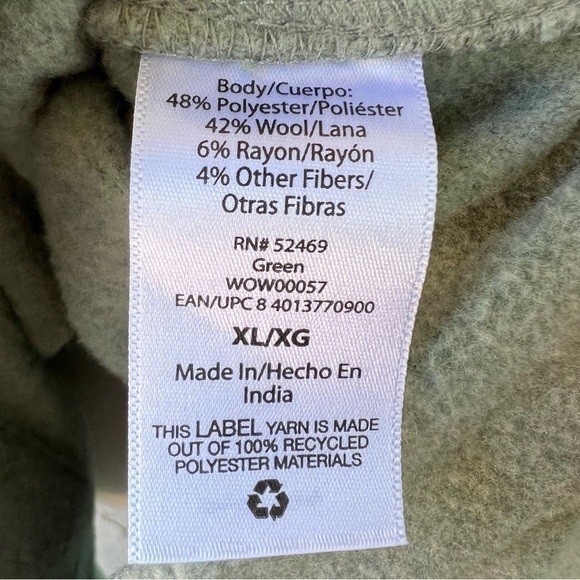 Body/Cuerpo:
48% Polyester/Poliéster
42% Wool/Lana
6% Rayon/Rayón
4% Other Fibers/
Otras Fibras
RN# 52469
Green
WOW00057
EAN/UPC 8 4013770900
XL/XG
Made In/Hecho En
India
THIS LABEL YARN IS MADE
OUT OF 100% RECYCLED
POLYESTER MATERIALS